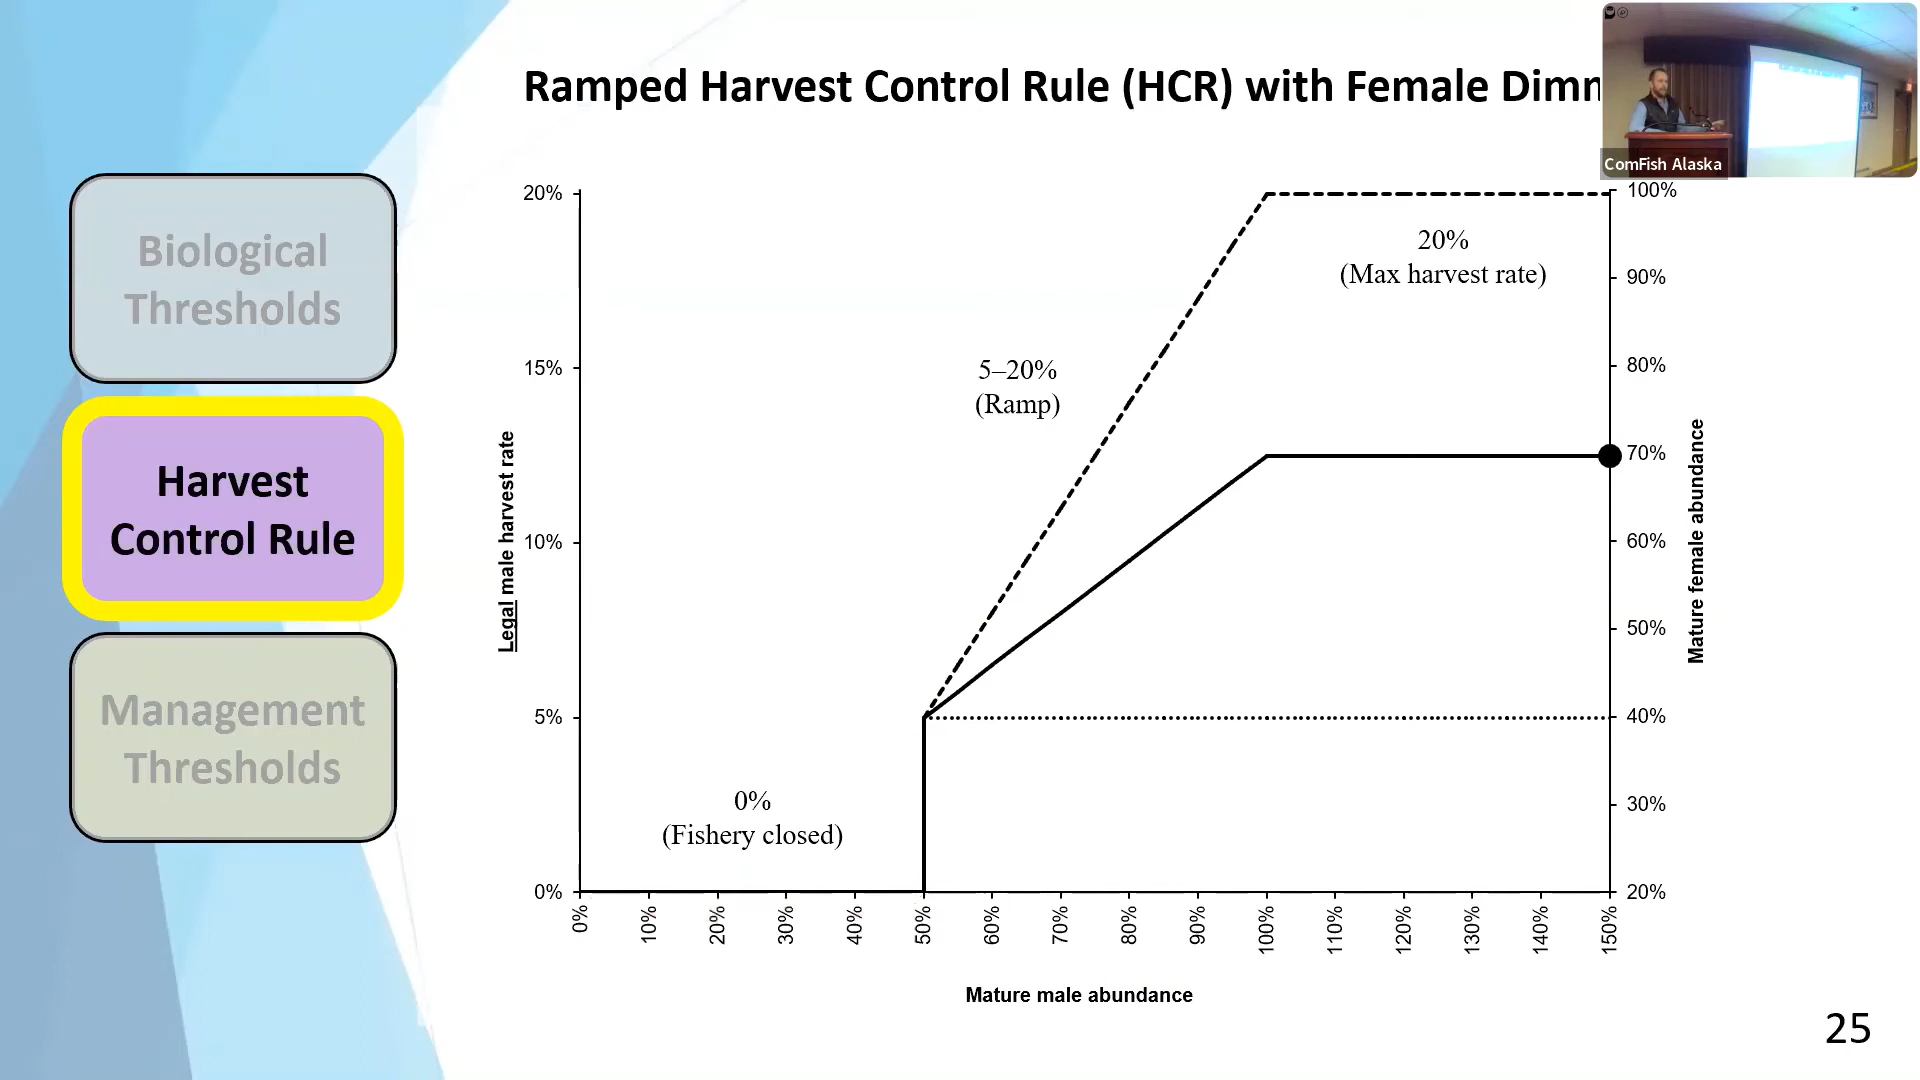 Ramped Harvest Control Rule (HCR) with Female
ComFish Alaska
Biological
Thresholds
Harvest
Control Rule
Management
Thresholds
Legal male harvest rate
20%
15%
10%
5%
0%
20%
(Max harvest rate)
5–20%
(Ramp)
0%
(Fishery closed)
100%
90%
80%
70%
60%
50%
40%
30%
20%
Mature female abundance
0%
10%
20%
30%
40%
50%
60%
70%
80%
90%
100%
110%
120%
130%
140%
150%
Mature male abundance
25